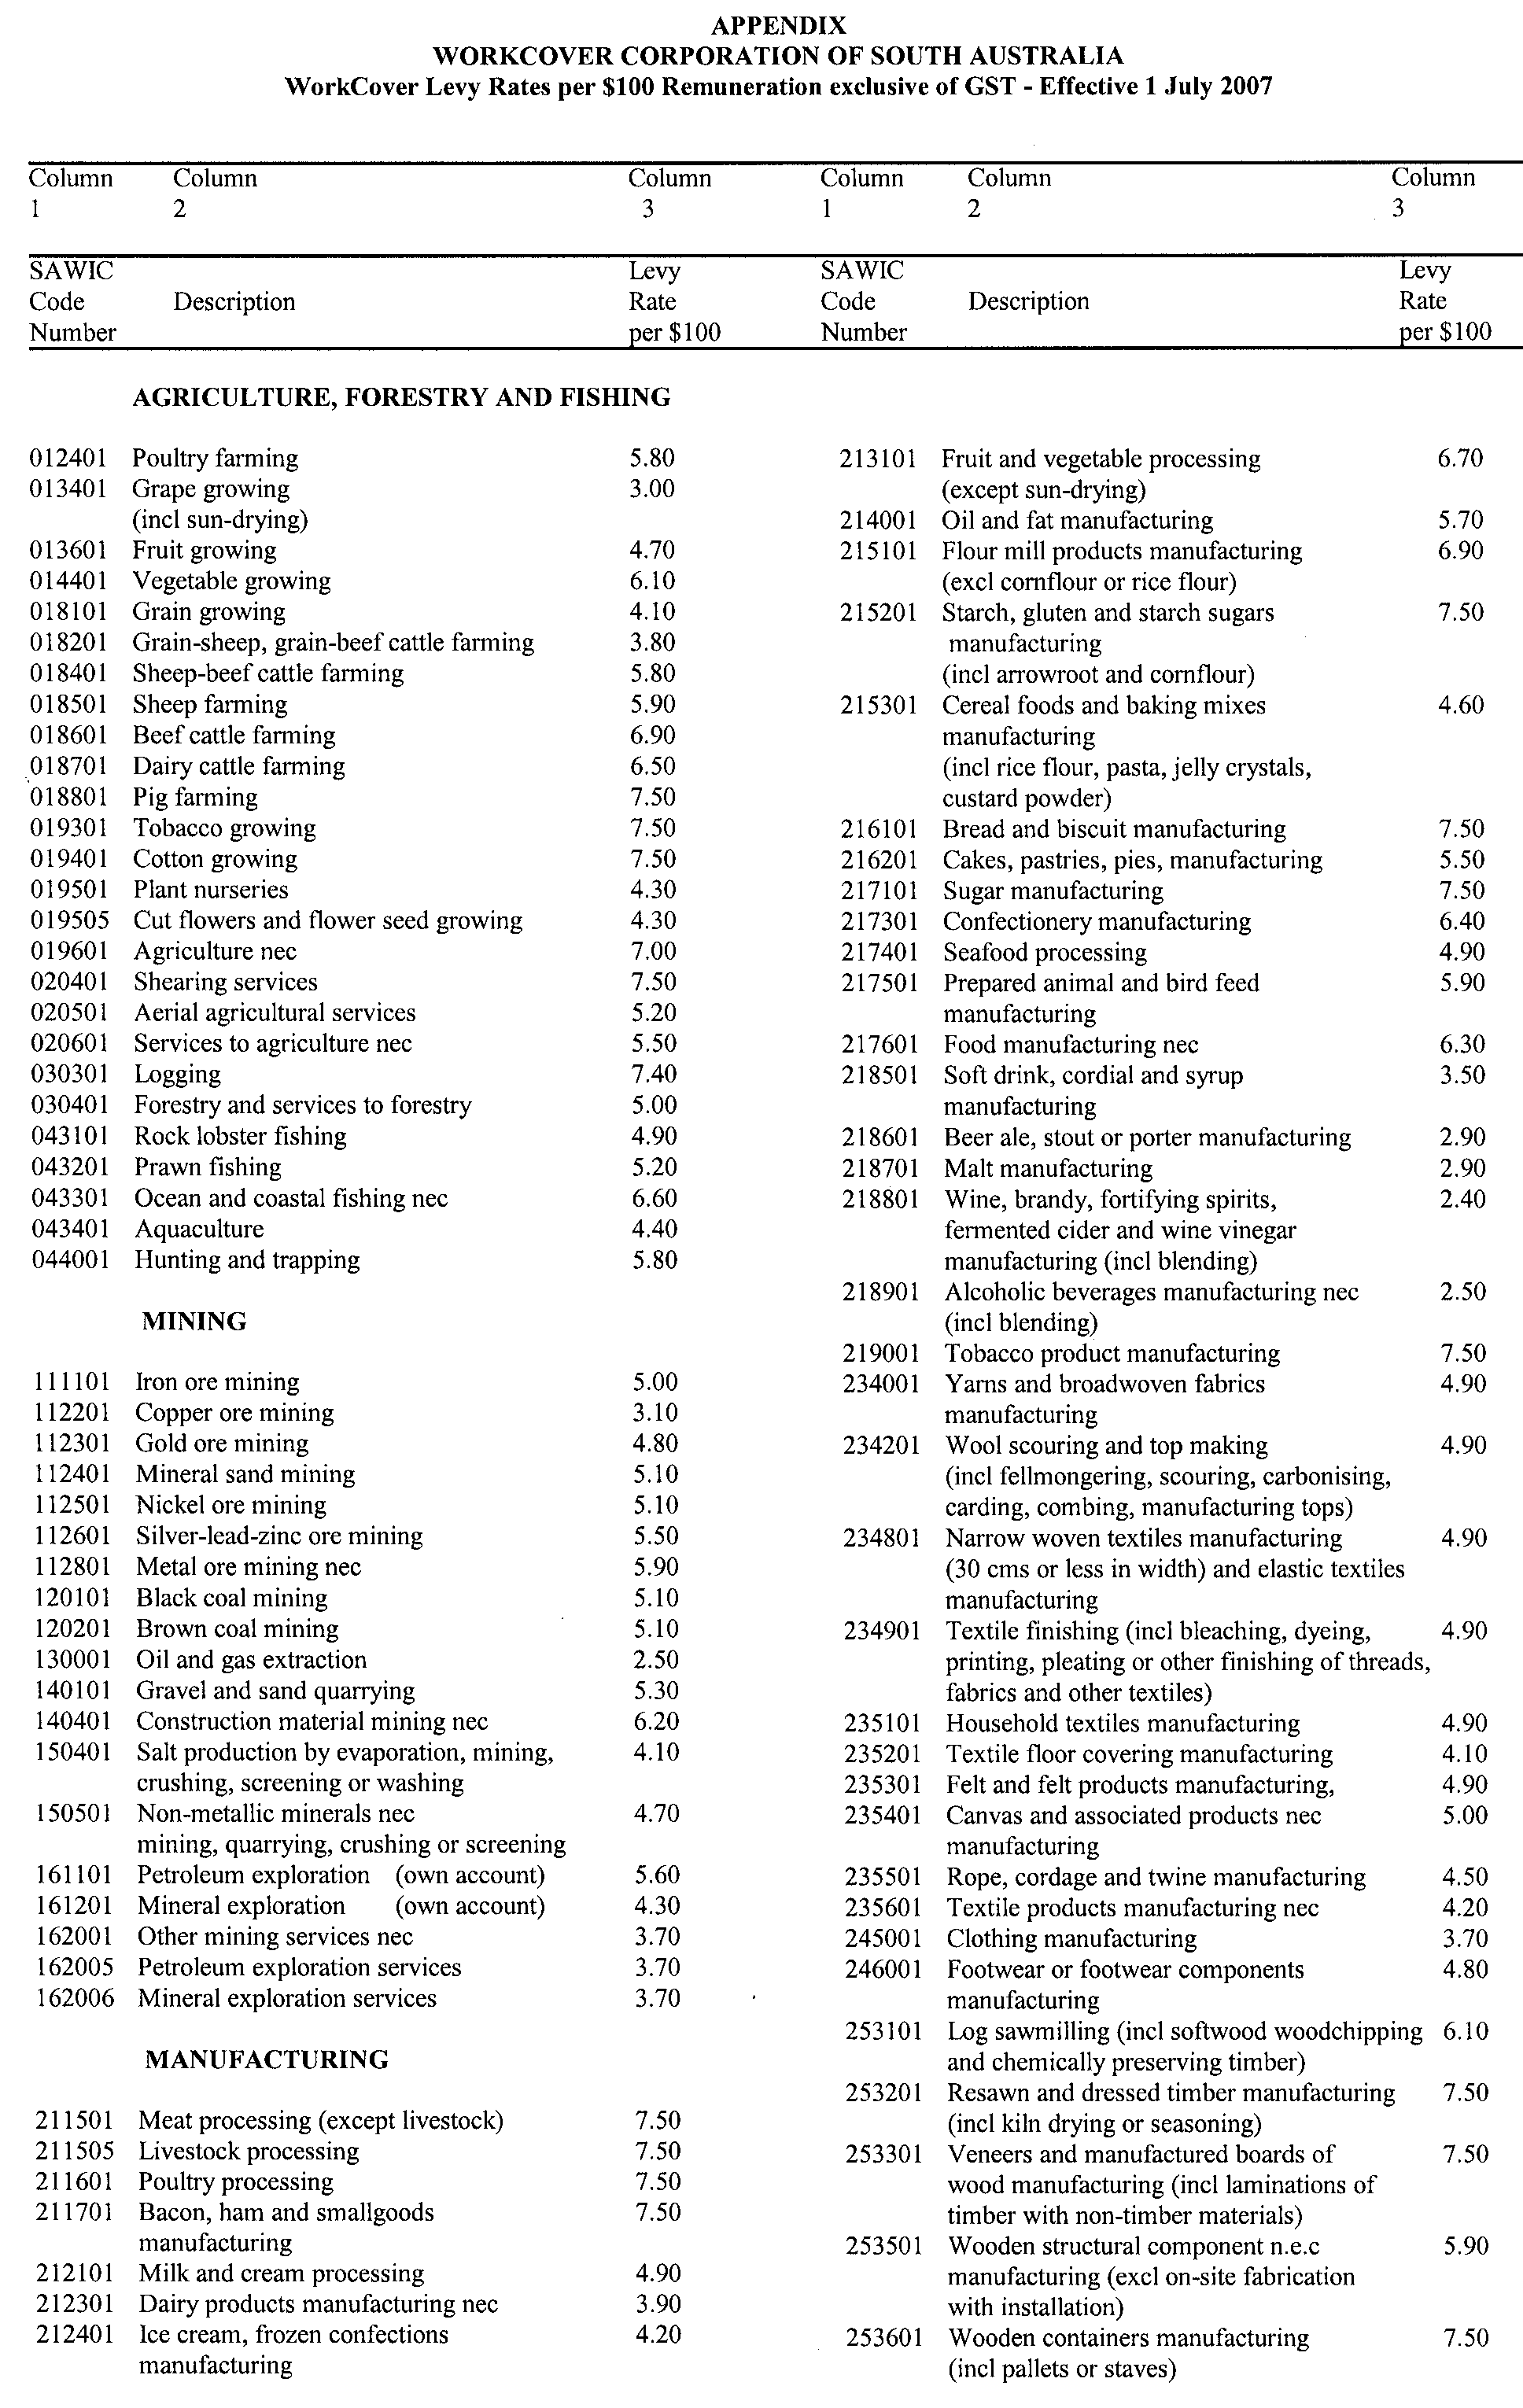 APPENDIX
WORKCOVER CORPORATION OF SOUTH AUSTRALIA
WorkCover Levy Rates per $100 Remuneration exclusive of GST - Effective 1 July 2007
Column Column Column
1 2 3
SAWIC Levy
Code Description Rate
Number per $100
AGRICULTURE, FORESTRY AND FISHING
012401 Poultry farming 5.80
013401 Grape growing 3.00
(incl sun-drying)
013601 Fruit growing 4.70
014401 Vegetable growing 6.10
018101 Grain growing 4.10
018201 Grain-sheep, grain-beef cattle farming 3.80
018401 Sheep-beef cattle farming 5.80
018501 Sheep farming 5.90
018601 Beef cattle farming 6.90
018701 Dairy cattle farming 6.50
018801 Pig farming 7.50
019301 Tobacco growing 7.50
019401 Cotton growing 7.50
019501 Plant nurseries 4.30
019505 Cut flowers and flower seed growing 4.30
019601 Agriculture nec 7.00
020401 Shearing services 7.50
020501 Aerial agricultural services 5.20
020601 Services to agriculture nec 5.50
030301 Logging 7.40
030401 Forestry and services to forestry 5.00
043101 Rock lobster fishing 4.90
043201 Prawn fishing 5.20
043301 Ocean and coastal fishing nec 6.60
043401 Aquaculture 4.40
044001 Hunting and trapping 5.80
MINING
111101 Iron ore mining 5.00
112201 Copper ore mining 3.10
112301 Gold ore mining 4.80
112401 Mineral sand mining 5.10
112501 Nickel ore mining 5.10
112601 Silver-lead-zinc ore mining 5.50
112801 Metal ore mining nec 5.90
120101 Black coal mining 5.10
120201 Brown coal mining 5.10
130001 Oil and gas extraction 2.50
140101 Gravel and sand quarrying 5.30
140401 Construction material mining nec 6.20
150401 Salt production by evaporation, mining, 4.10
crushing, screening or washing
150501 Non-metallic minerals nec 4.70
mining, quarrying, crushing or screening
161101 Petroleum exploration (own account) 5.60
161201 Mineral exploration (own account) 4.30
162001 Other mining services nec 3.70
162005 Petroleum exploration services 3.70
162006 Mineral exploration services 3.70
MANUFACTURING
211501 Meat processing (except livestock) 7.50
211505 Livestock processing 7.50
211601 Poultry processing 7.50
211701 Bacon, ham and smallgoods 7.50
manufacturing
212101 Milk and cream processing 4.90
212301 Dairy products manufacturing nec 3.90
212401 Ice cream, frozen confections 4.20
manufacturing
Column Column Column
1 2 3
SAWIC Levy
Code Description Rate
Number per $100
213101 Fruit and vegetable processing 6.70
(except sun-drying)
214001 Oil and fat manufacturing 5.70
215101 Flour mill products manufacturing 6.90
(excl cornflour or rice flour)
215201 Starch, gluten and starch sugars 7.50
manufacturing
(incl arrowroot and cornflour)
215301 Cereal foods and baking mixes 4.60
manufacturing
(incl rice flour, pasta, jelly crystals,
custard powder)
216101 Bread and biscuit manufacturing 7.50
216201 Cakes, pastries, pies, manufacturing 5.50
217101 Sugar manufacturing 7.50
217301 Confectionery manufacturing 6.40
217401 Seafood processing 4.90
217501 Prepared animal and bird feed 5.90
manufacturing
217601 Food manufacturing nec 6.30
218501 Soft drink, cordial and syrup 3.50
manufacturing
218601 Beer ale, stout or porter manufacturing 2.90
218701 Malt manufacturing 2.90
218801 Wine, brandy, fortifying spirits, 2.40
fermented cider and wine vinegar
manufacturing (incl blending)
218901 Alcoholic beverages manufacturing nec 2.50
(incl blending)
219001 Tobacco product manufacturing 7.50
234001 Yarns and broadwoven fabrics 4.90
manufacturing
234201 Wool scouring and top making 4.90
(incl fellmongering, scouring, carbonising,
carding, combing, manufacturing tops)
234801 Narrow woven textiles manufacturing 4.90
(30 cms or less in width) and elastic textiles
manufacturing
234901 Textile finishing (incl bleaching, dyeing, 4.90
printing, pleating or other finishing of threads,
fabrics and other textiles)
235101 Household textiles manufacturing 4.90
235201 Textile floor covering manufacturing 4.10
235301 Felt and felt products manufacturing, 4.90
235401 Canvas and associated products nec 5.00
manufacturing
235501 Rope, cordage and twine manufacturing 4.50
235601 Textile products manufacturing nec 4.20
245001 Clothing manufacturing 3.70
246001 Footwear or footwear components 4.80
manufacturing
253101 Log sawmilling (incl softwood woodchipping 6.10
and chemically preserving timber)
253201 Resawn and dressed timber manufacturing 7.50
(incl kiln drying or seasoning)
253301 Veneers and manufactured boards of 7.50
wood manufacturing (incl laminations of
timber with non-timber materials)
253501 Wooden structural component n.e.c 5.90
manufacturing (excl on-site fabrication
with installation)
253601 Wooden containers manufacturing 7.50
(incl pallets or staves)